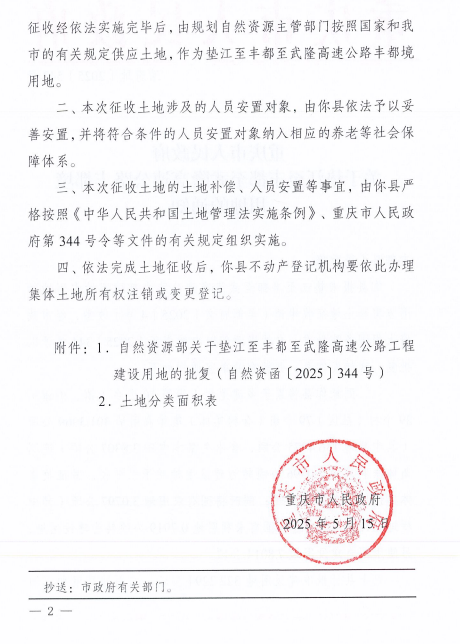 征收经依法实施完毕后，由规划自然资源主管部门按照国家和我
市的有关规定供应土地，作为垫江至丰都至武隆高速公路丰都境
用地。
二、本次征收土地涉及的人员安置对象，由你县依法予以妥
善安置，并将符合条件的人员安置对象纳入相应的养老等社会保
障体系。
三、本次征收土地的土地补偿、人员安置等事宜，由你县严
格按照《中华人民共和国土地管理法实施条例》、重庆市人民政
府第 344 号令等文件的有关规定组织实施。
四、依法完成土地征收后，你县不动产登记机构要依此办理
集体土地所有权注销或变更登记。
附件：1．自然资源部关于垫江至丰都至武隆高速公路工程
建设用地的批复（自然资函〔2025〕344 号）
2．土地分类面积表
重庆市人民政府
重庆市人民政府
2025 年 5 月 15 日
抄送：市政府有关部门。
— 2 —